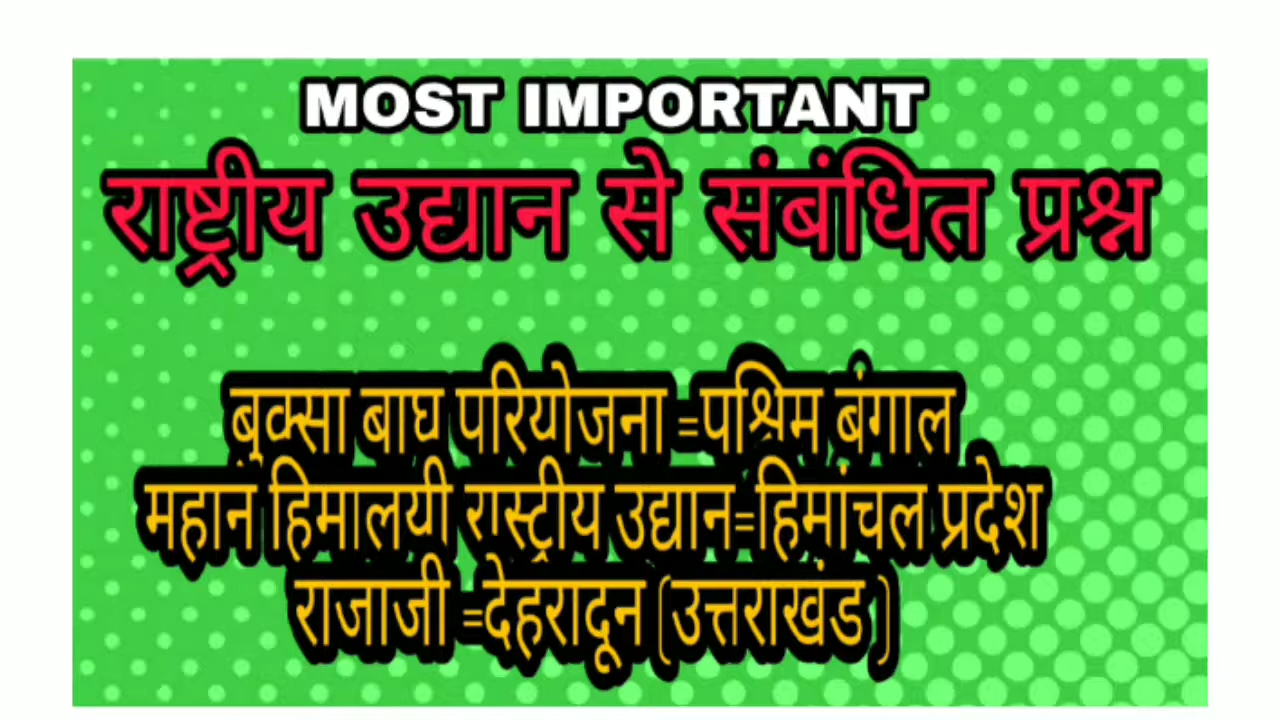 MOST IMPORTANT
राष्ट्रीय उद्यान से संबंधित प्रश्न
बुक्सा बाघ परियोजना =पश्चिम बंगाल
महान हिमालयी रास्ट्रीय उद्यान=हिमांचल प्रदेश
राजाजी =देहरादून (उत्तराखंड )